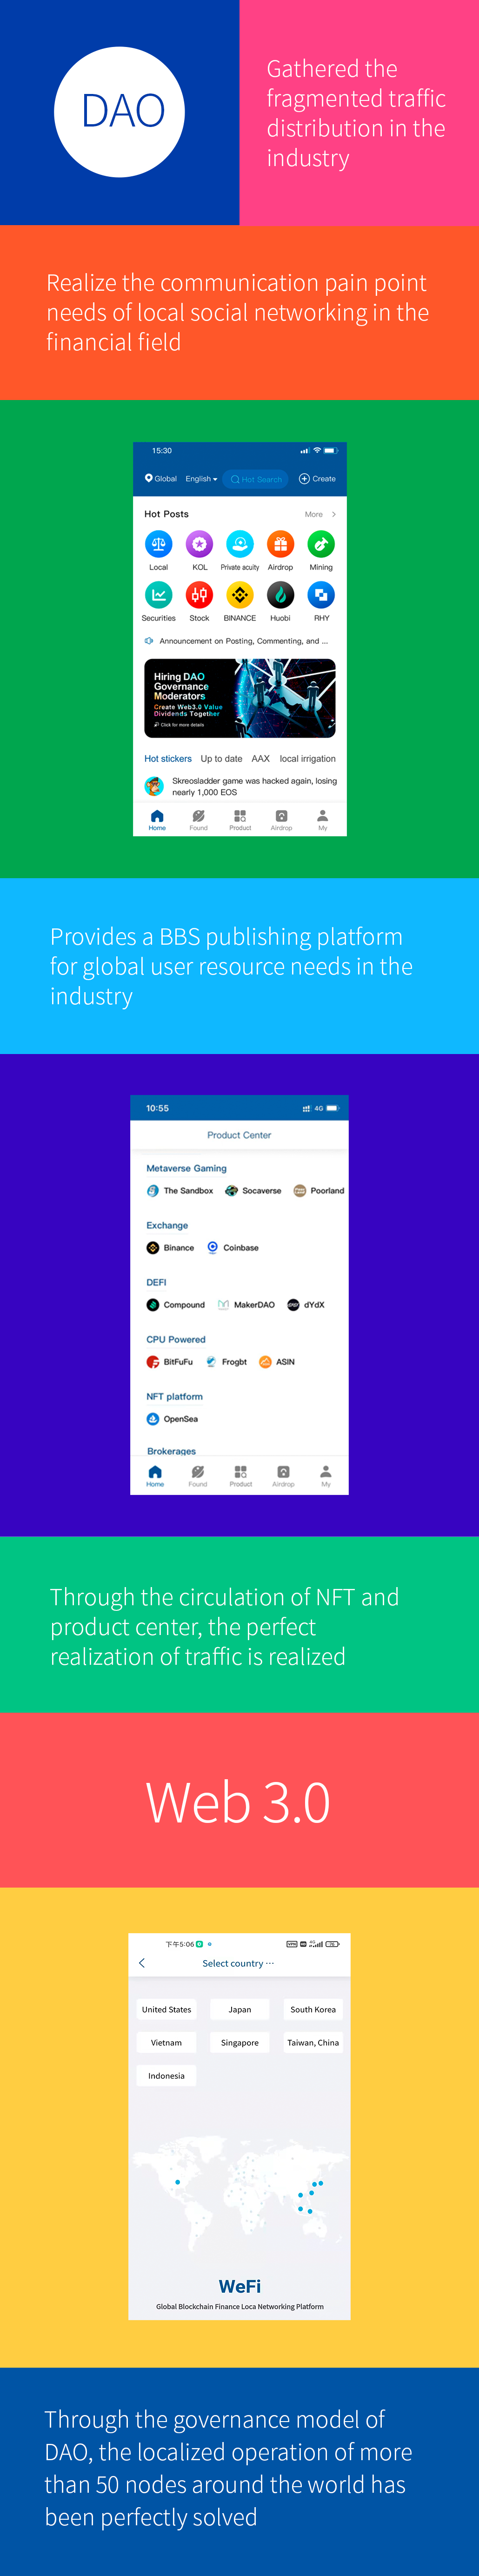 DAO
Gathered the
fragmented traffic
distribution in the
industry
Realize the communication pain point
needs of local social networking in the
financial field
15:30
Global English Hot Search Create
Hot Posts More >
Local KOL Private acuity Airdrop Mining
Securities Stock BINANCE Huobi RHY
Announcement on Posting, Commenting, and ...
Hiring DAO
Governance
Moderators
Create Web3.0 Value
Dividends Together
Click for more details
Hot stickers Up to date AAX local irrigation
Skreosladder game was hacked again, losing
nearly 1,000 EOS
Home Found Product Airdrop My
Provides a BBS publishing platform
for global user resource needs in the
industry
10:55 4G
Product Center
Metaverse Gaming
The Sandbox Socaverse Poorland
Exchange
Binance Coinbase
DEFI
Compound MakerDAO dYdX
CPU Powered
BitFuFu Frogbt ASIN
NFT platform
OpenSea
Brokerages
Home Found Product Airdrop My
Through the circulation of NFT and
product center, the perfect
realization of traffic is realized
Web 3.0
下午5:06 VPN 4G
Select country ···
United States Japan South Korea
Vietnam Singapore Taiwan, China
Indonesia
WeFi
Global Blockchain Finance Loca Networking Platform
Through the governance model of
DAO, the localized operation of more
than 50 nodes around the world has
been perfectly solved